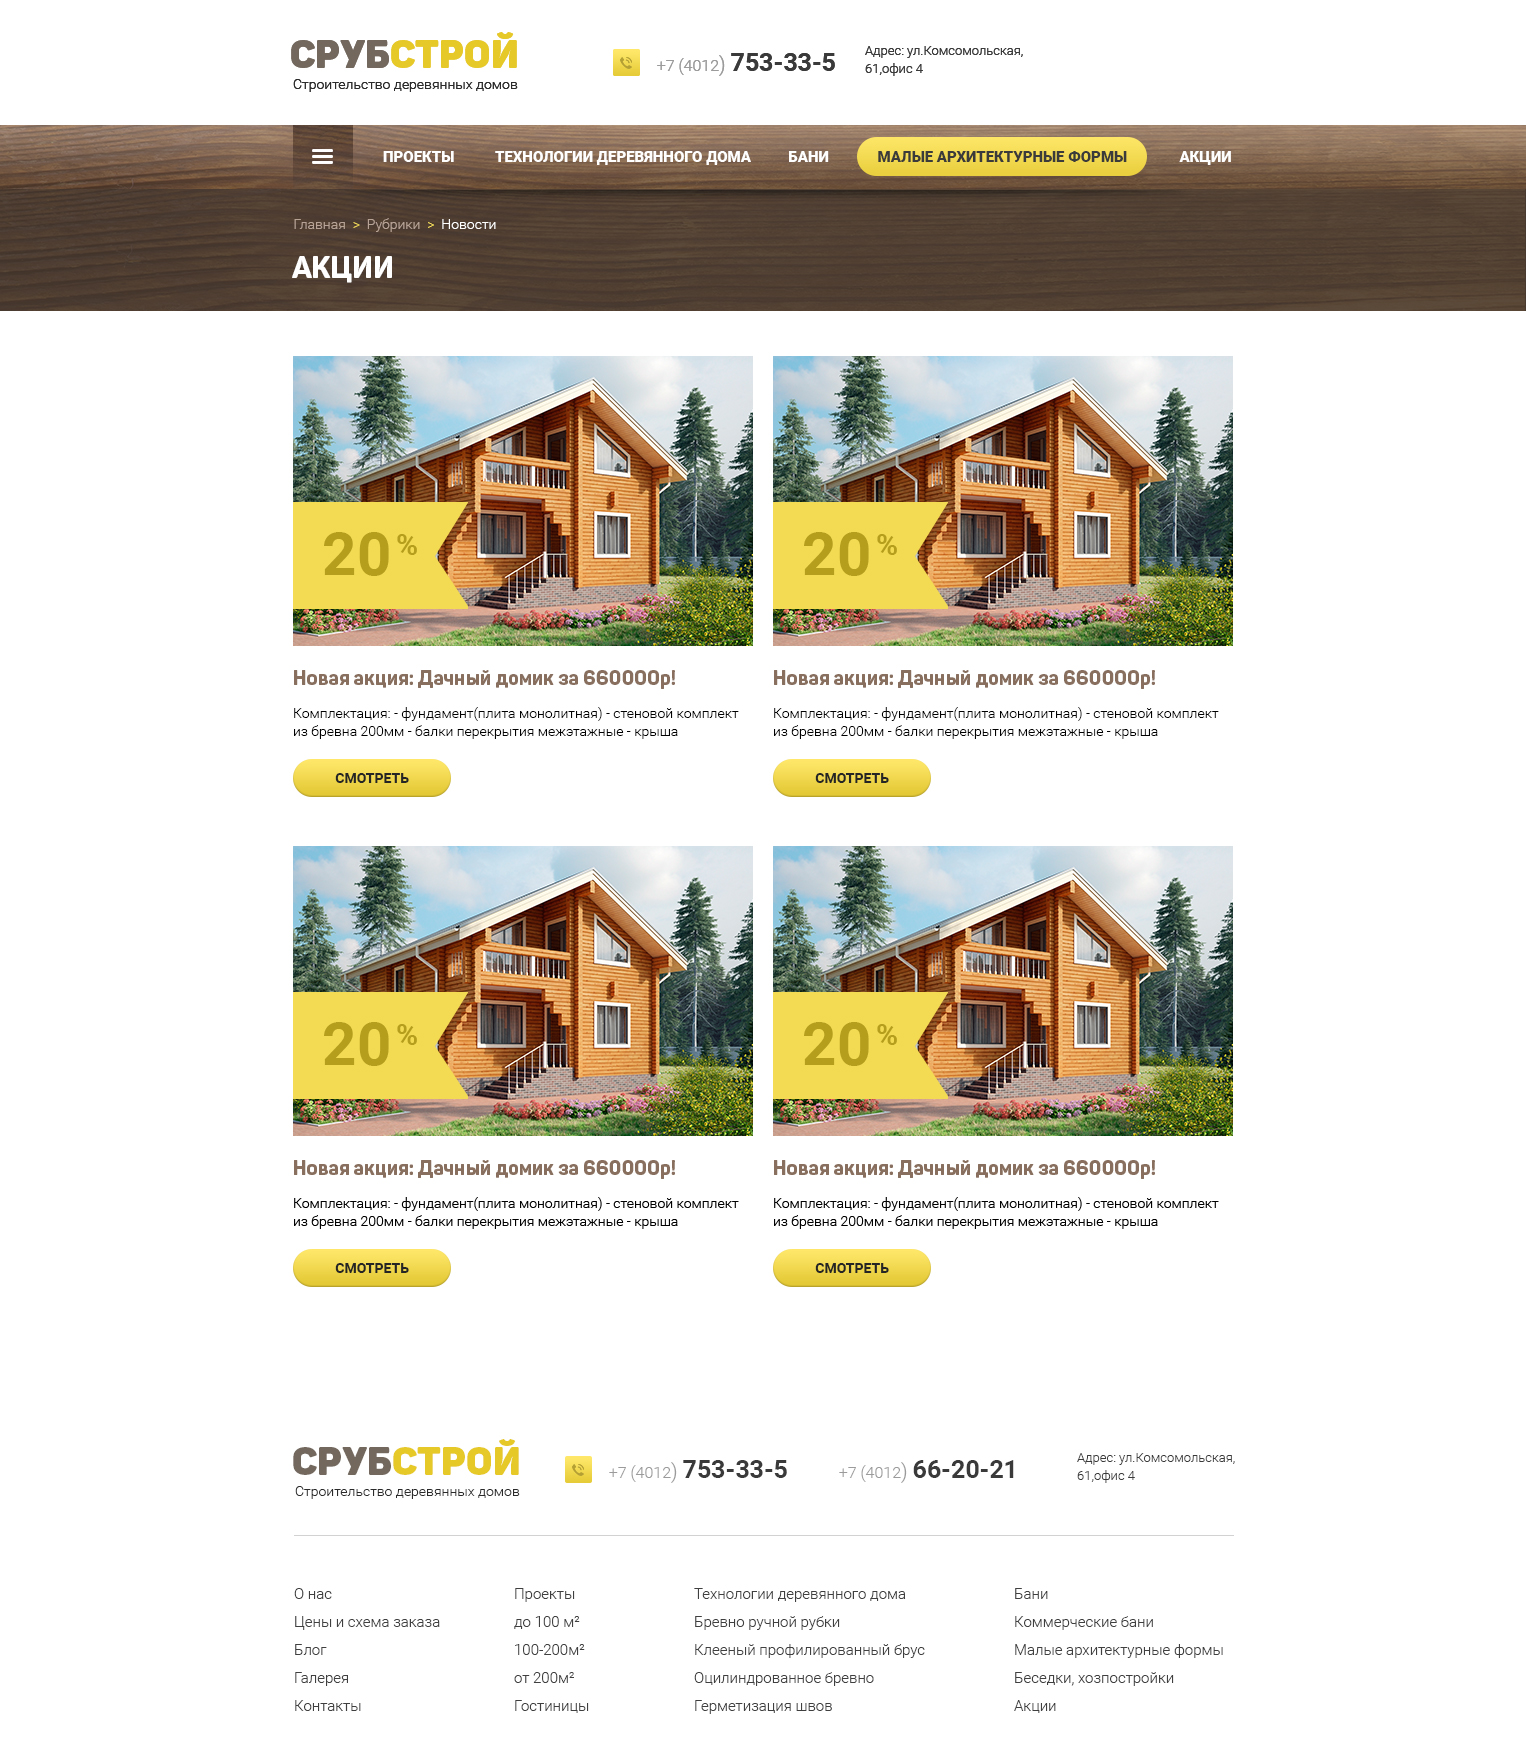 СРУБСТРОЙ
Строительство деревянных домов
+7 (4012) 753-33-5
Адрес: ул.Комсомольская,
61,офис 4
ПРОЕКТЫ ТЕХНОЛОГИИ ДЕРЕВЯННОГО ДОМА БАНИ МАЛЫЕ АРХИТЕКТУРНЫЕ ФОРМЫ АКЦИИ
Главная > Рубрики > Новости
АКЦИИ
20 %
Новая акция: Дачный домик за 660000р!
Комплектация: - фундамент(плита монолитная) - стеновой комплект
из бревна 200мм - балки перекрытия межэтажные - крыша
СМОТРЕТЬ
20 %
Новая акция: Дачный домик за 660000р!
Комплектация: - фундамент(плита монолитная) - стеновой комплект
из бревна 200мм - балки перекрытия межэтажные - крыша
СМОТРЕТЬ
20 %
Новая акция: Дачный домик за 660000р!
Комплектация: - фундамент(плита монолитная) - стеновой комплект
из бревна 200мм - балки перекрытия межэтажные - крыша
СМОТРЕТЬ
20 %
Новая акция: Дачный домик за 660000р!
Комплектация: - фундамент(плита монолитная) - стеновой комплект
из бревна 200мм - балки перекрытия межэтажные - крыша
СМОТРЕТЬ
СРУБСТРОЙ
Строительство деревянных домов
+7 (4012) 753-33-5
+7 (4012) 66-20-21
Адрес: ул.Комсомольская,
61,офис 4
О нас
Цены и схема заказа
Блог
Галерея
Контакты
Проекты
до 100 м²
100-200м²
от 200м²
Гостиницы
Технологии деревянного дома
Бревно ручной рубки
Клееный профилированный брус
Оцилиндрованное бревно
Герметизация швов
Бани
Коммерческие бани
Малые архитектурные формы
Беседки, хозпостройки
Акции